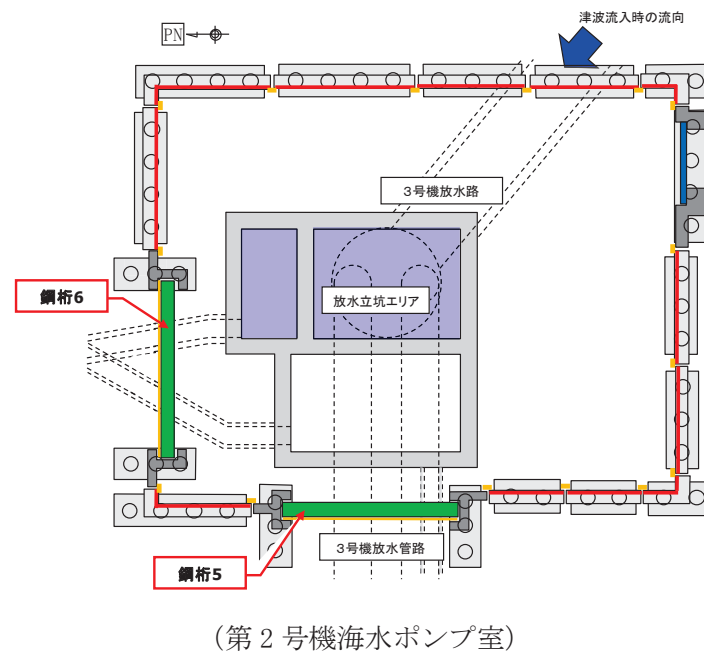 津波流入時の流向
PN
3号機放水路
鋼桁6
放水立坑エリア
3号機放水管路
鋼桁5
(第2号機海水ポンプ室)